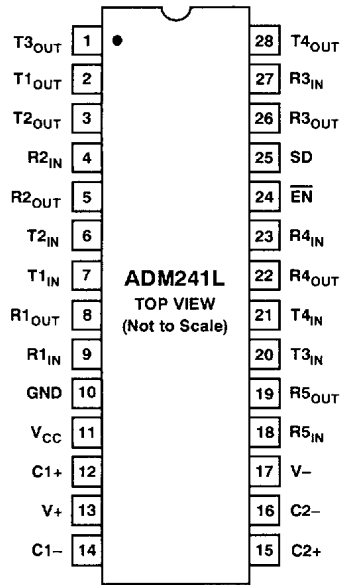 T3OUT 1 28 T4OUT
T1OUT 2 27 R3IN
T2OUT 3 26 R3OUT
R2IN 4 25 SD
R2OUT 5 24 E̅N̅
T2IN 6 23 R4IN
T1IN 7 22 R4OUT
ADM241L
TOP VIEW
(Not to Scale)
R1OUT 8 21 T4IN
R1IN 9 20 T3IN
GND 10 19 R5OUT
VCC 11 18 R5IN
C1+ 12 17 V–
V+ 13 16 C2–
C1– 14 15 C2+